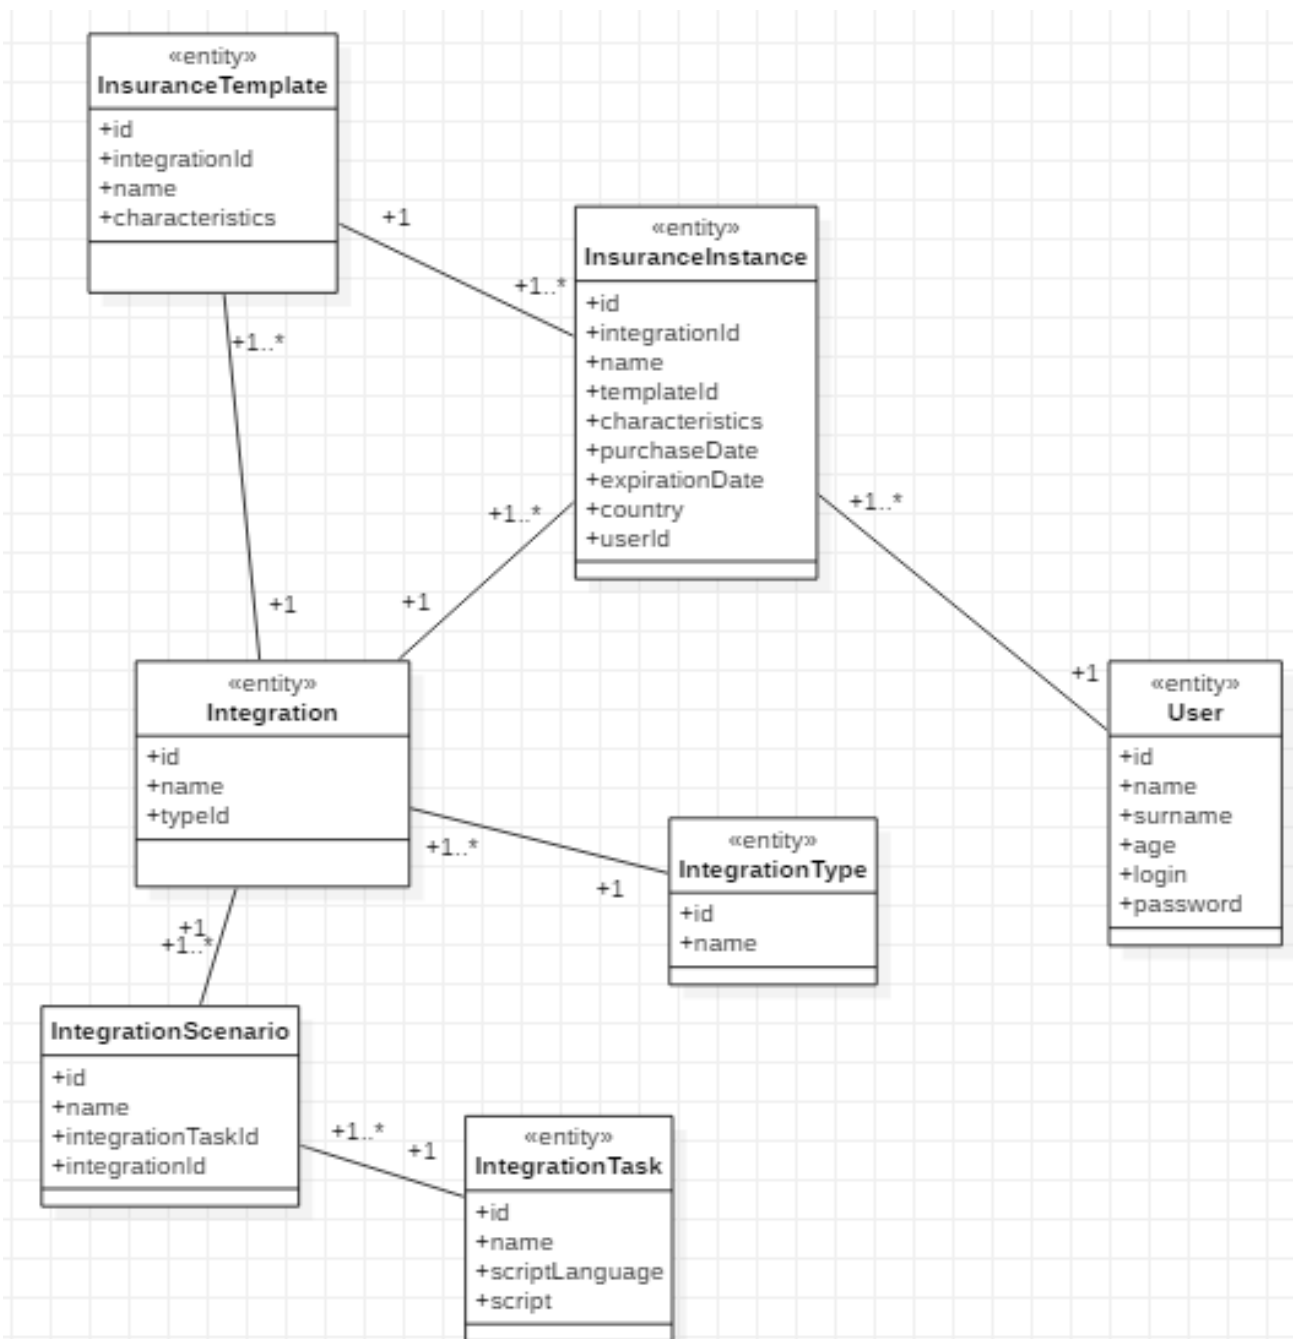 «entity»
InsuranceTemplate
+id
+integrationId
+name
+characteristics
+1
+1..*
«entity»
InsuranceInstance
+id
+integrationId
+name
+templateId
+characteristics
+purchaseDate
+expirationDate
+country
+userId
+1..*
+1
+1..*
+1
+1..*
+1
«entity»
Integration
+id
+name
+typeId
«entity»
User
+id
+name
+surname
+age
+login
+password
+1..*
+1
«entity»
IntegrationType
+id
+name
+1
+1..*
IntegrationScenario
+id
+name
+integrationTaskId
+integrationId
+1..*
+1
«entity»
IntegrationTask
+id
+name
+scriptLanguage
+script